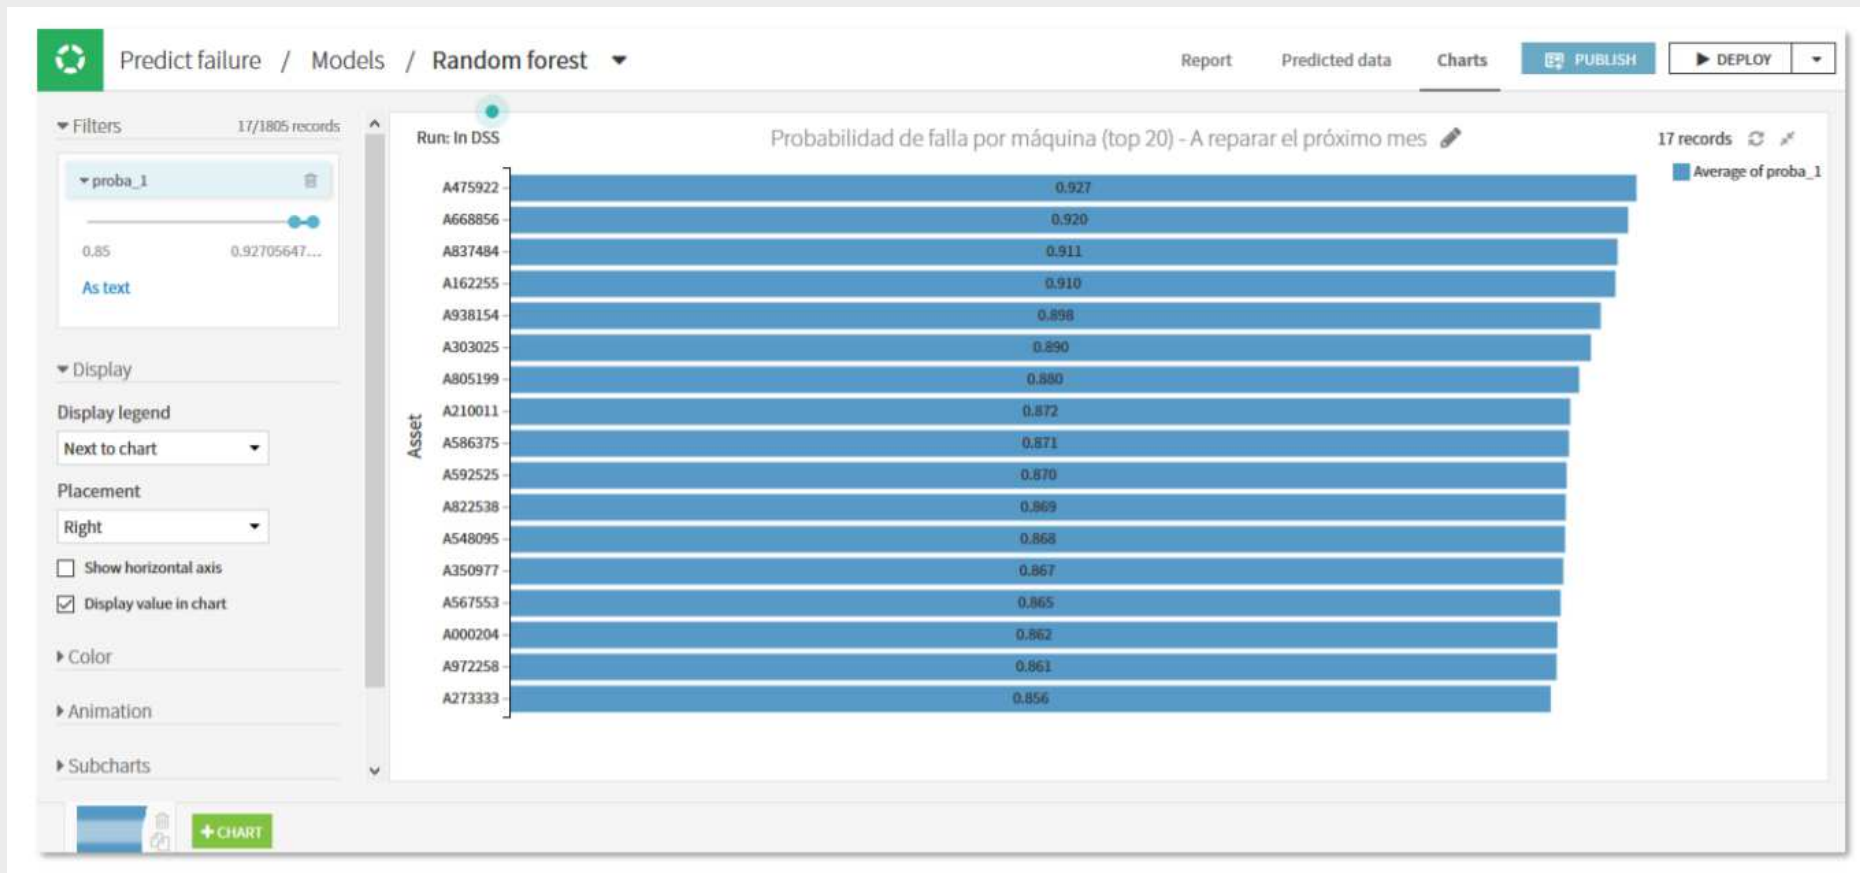 Predict failure / Models / Random forest
Report Predicted data Charts PUBLISH DEPLOY
Filters 17/1805 records
proba_1
0.85 0.92705647...
As text
Display
Display legend
Next to chart
Placement
Right
Show horizontal axis
Display value in chart
Color
Animation
Subcharts
Run: In DSS
Probabilidad de falla por máquina (top 20) - A reparar el próximo mes
17 records
Average of proba_1
Asset
A475922 0.927
A668856 0.920
A837484 0.911
A162255 0.910
A938154 0.898
A303025 0.890
A805199 0.880
A210011 0.872
A586375 0.871
A592525 0.870
A822538 0.869
A548095 0.868
A350977 0.867
A567553 0.865
A000204 0.862
A972258 0.861
A273333 0.856
+ CHART